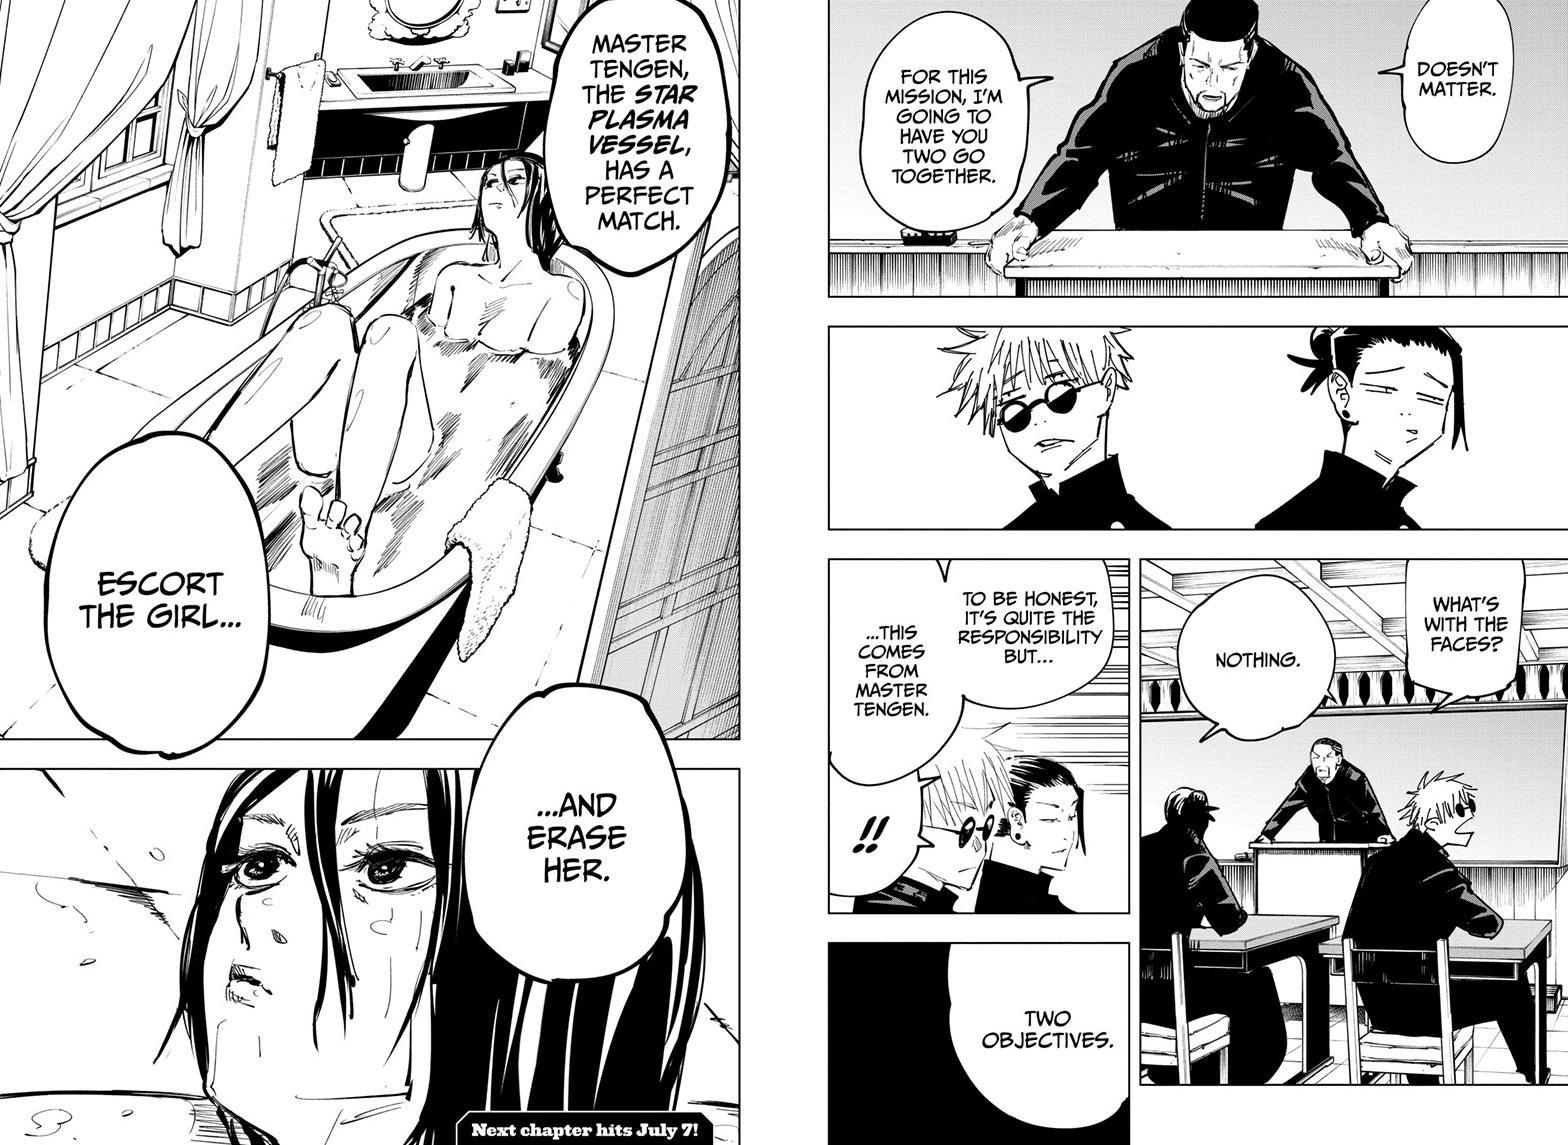 DOESN'T
MATTER.
FOR THIS
MISSION, I'M
GOING TO
HAVE YOU
TWO GO
TOGETHER.
WHAT'S
WITH THE
FACES?
NOTHING.
TO BE HONEST,
IT'S QUITE THE
RESPONSIBILITY
BUT...
...THIS
COMES
FROM
MASTER
TENGEN.
!!
TWO
OBJECTIVES.
MASTER
TENGEN,
THE STAR
PLASMA
VESSEL,
HAS A
PERFECT
MATCH.
ESCORT
THE GIRL...
...AND
ERASE
HER.
Next chapter hits July 7!